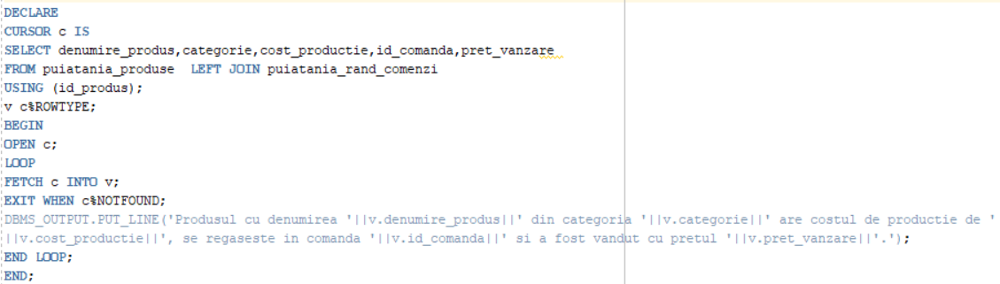 DECLARE
CURSOR c IS
SELECT denumire_produs,categorie,cost_productie,id_comanda,pret_vanzare
FROM puiatania_produse  LEFT JOIN puiatania_rand_comenzi
USING (id_produs);
v c%ROWTYPE;
BEGIN
OPEN c;
LOOP
FETCH c INTO v;
EXIT WHEN c%NOTFOUND;
DBMS_OUTPUT.PUT_LINE('Produsul cu denumirea '||v.denumire_produs||' din categoria '||v.categorie||' are costul de productie de '
||v.cost_productie||', se regaseste in comanda '||v.id_comanda||' si a fost vandut cu pretul '||v.pret_vanzare||'.');
END LOOP;
END;